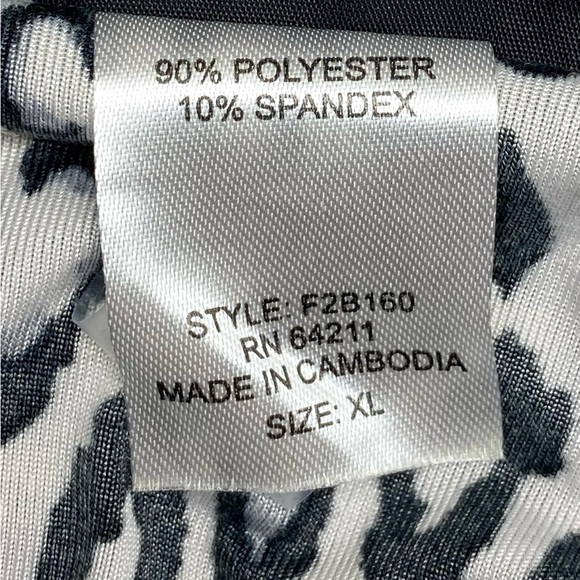 90% POLYESTER
10% SPANDEX
STYLE: F2B160
RN 64211
MADE IN CAMBODIA
SIZE: XL